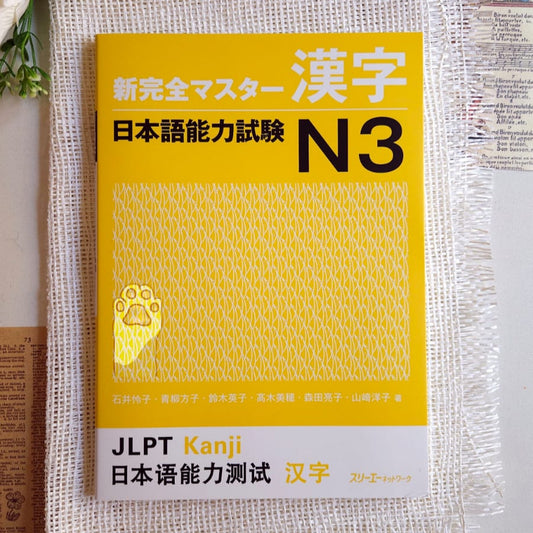 新完全マスター 漢字
日本語能力試験 N3
石井怜子・青柳方子・鈴木英子・髙木美穂・森田亮子・山崎洋子 著
JLPT Kanji
日本语能力测试 汉字
スリーエーネットワーク
73